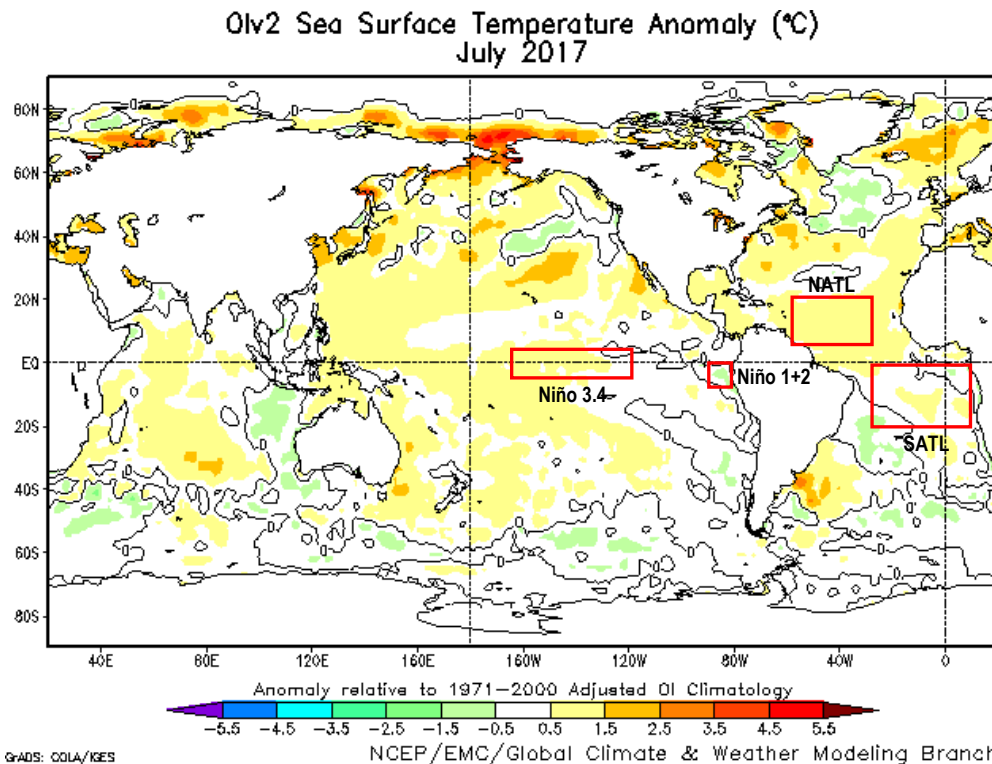 OIv2 Sea Surface Temperature Anomaly (°C)
July 2017
80N
60N
40N
20N
EQ
20S
40S
60S
80S
NATL
Niño 3.4
Niño 1+2
SATL
40E 80E 120E 160E 160W 120W 80W 40W 0
Anomaly relative to 1971-2000 Adjusted OI Climatology
-5.5 -4.5 -3.5 -2.5 -1.5 -0.5 0.5 1.5 2.5 3.5 4.5 5.5
GrADS: COLA/IGES
NCEP/EMC/Global Climate & Weather Modeling Branch